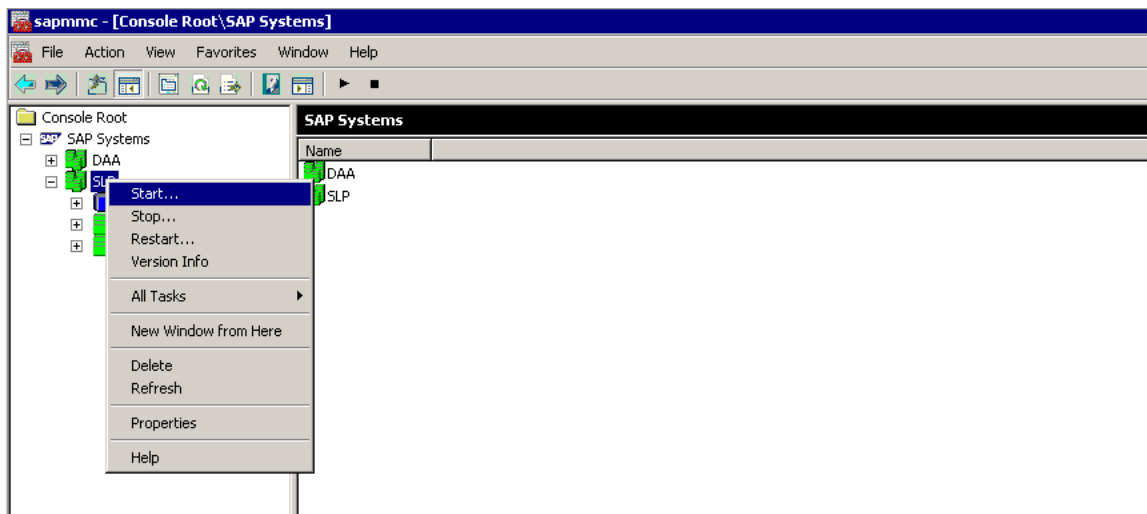 sapmmc - [Console Root\SAP Systems]
File Action View Favorites Window Help
Console Root
SAP Systems
DAA
Start...
Stop...
Restart...
Version Info
All Tasks
New Window from Here
Delete
Refresh
Properties
Help
SAP Systems
Name
DAA
SLP